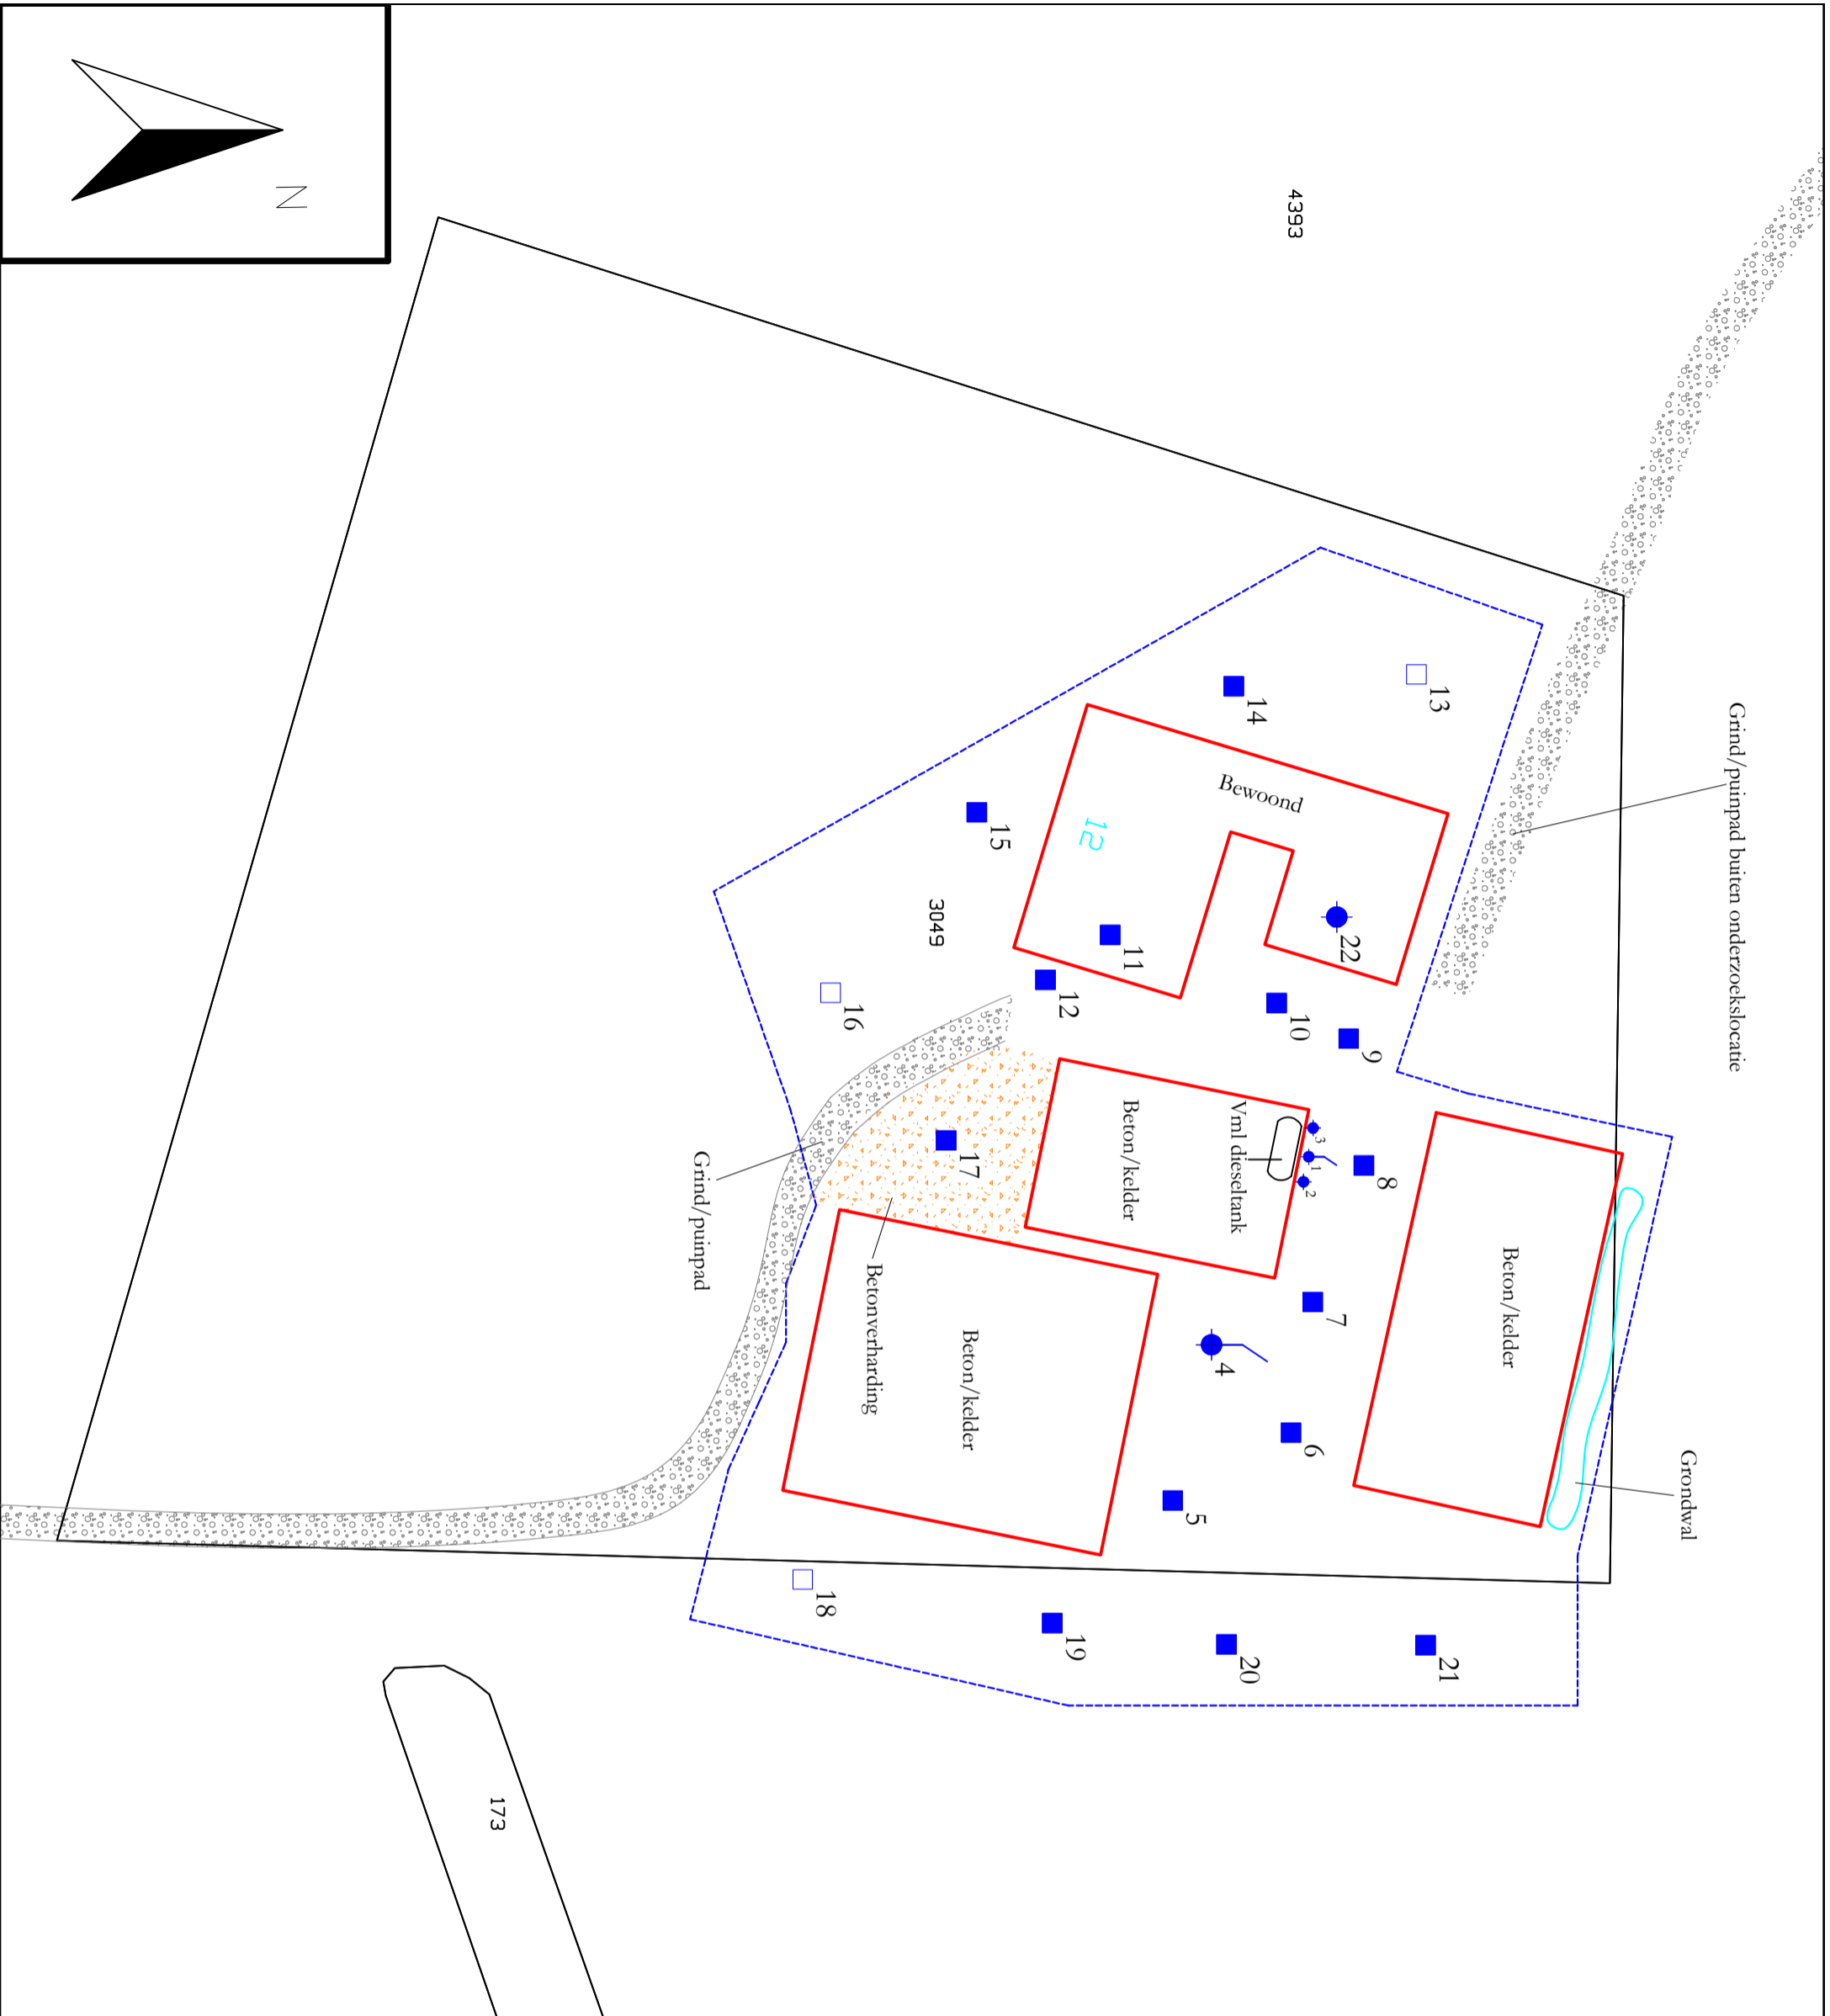 N
4393
Grind/puinpad buiten onderzoekslocatie
13
14
Bewoond
1a
15
22
3049
11
12
10
9
16
Vml dieseltank
Beton/kelder
3
1
2
8
17
Grind/puinpad
Beton/kelder
Betonverharding
Beton/kelder
7
4
6
5
Grondwal
18
19
20
21
173